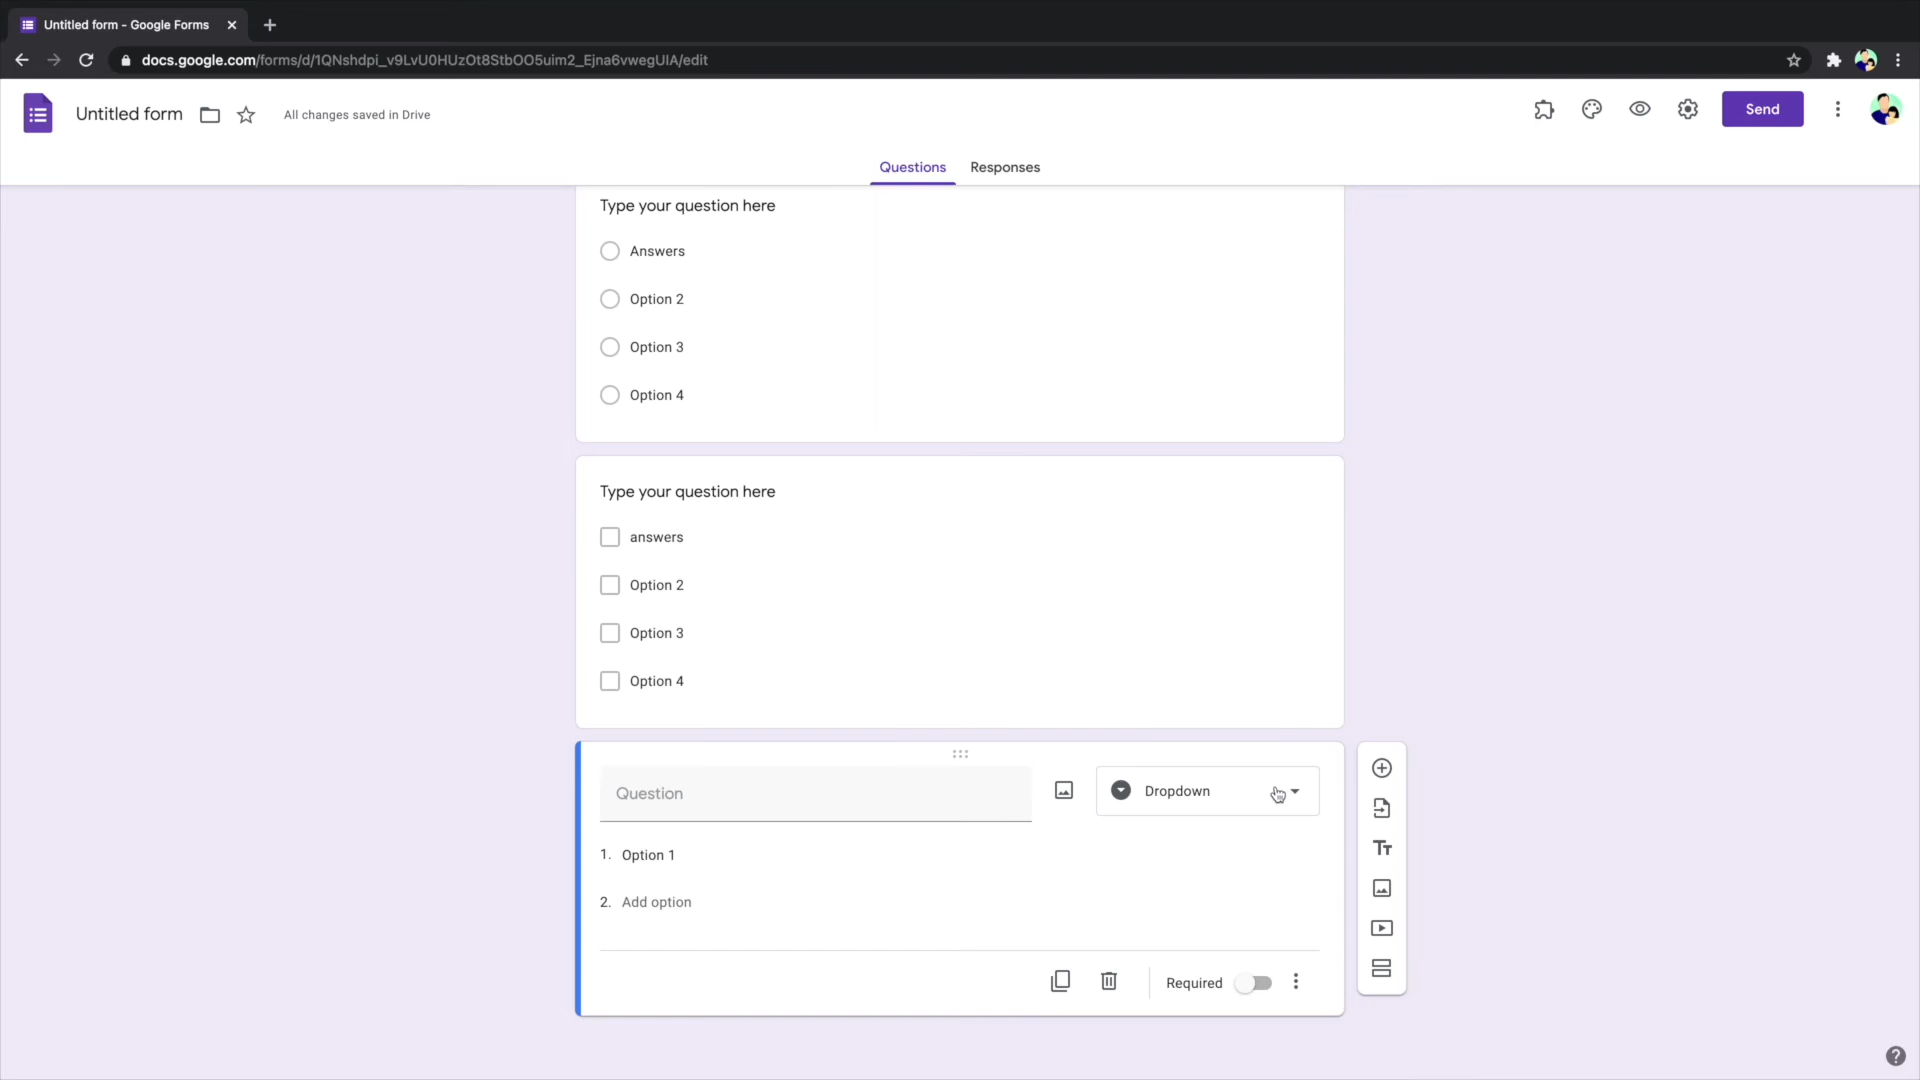 Untitled form - Google Forms
docs.google.com/forms/d/1QNshdpi_v9LvU0HUzOt8StbOO5uim2_Ejna6vwegUIA/edit
Untitled form
All changes saved in Drive
Send
Questions
Responses
Type your question here
Answers
Option 2
Option 3
Option 4
Type your question here
answers
Option 2
Option 3
Option 4
Question
Dropdown
1. Option 1
2. Add option
Required